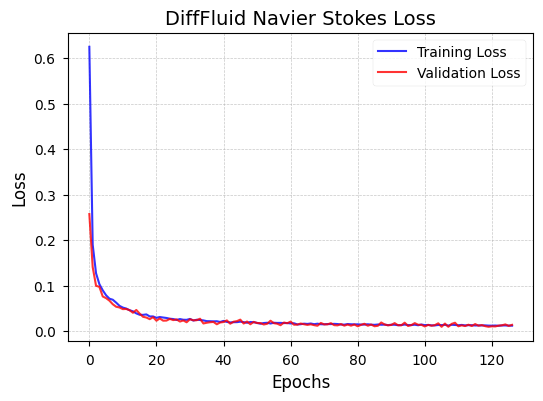 DiffFluid Navier Stokes Loss
Training Loss
Validation Loss
Loss
0.6
0.5
0.4
0.3
0.2
0.1
0.0
0 20 40 60 80 100 120
Epochs